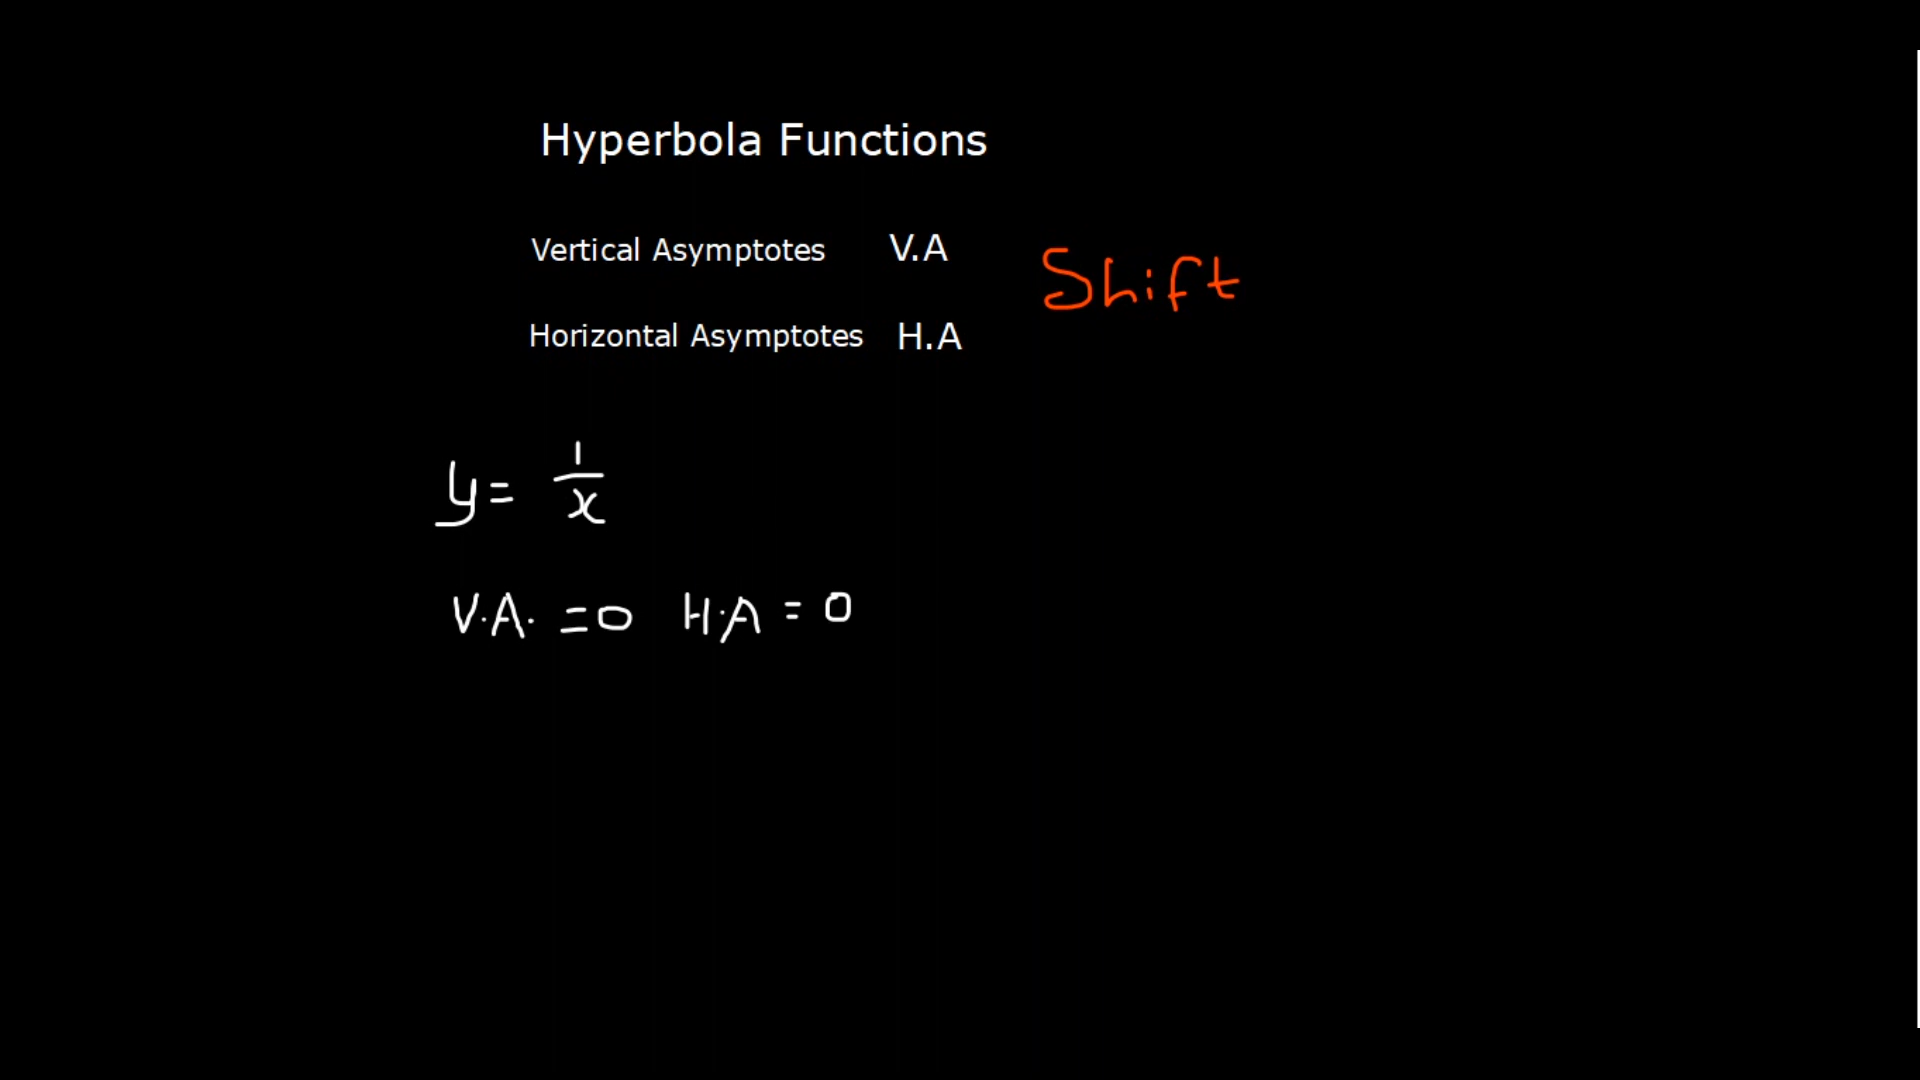 Hyperbola Functions
Vertical Asymptotes V.A
Shift
Horizontal Asymptotes H.A
y = 1/x
V.A. = 0 H.A = 0